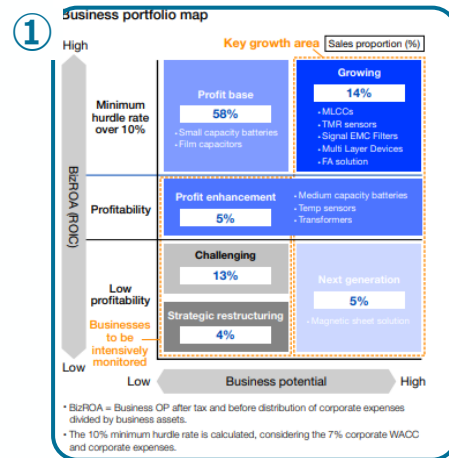 Business portfolio map
①
High
Key growth area
Sales proportion (%)
Minimum
hurdle rate
over 10%
Profit base
58%
• Small capacity batteries
• Film capacitors
Growing
14%
• MLCCs
• TMR sensors
• Signal EMC Filters
• Multi Layer Devices
• FA solution
BizROA (ROIC)
Profitability
Profit enhancement
5%
• Medium capacity batteries
• Temp sensors
• Transformers
Low
profitability
Challenging
13%
Strategic restructuring
4%
Next generation
5%
• Magnetic sheet solution
Businesses
to be
intensively
monitored
Low
Low
Business potential
High
• BizROA = Business OP after tax and before distribution of corporate expenses
divided by business assets.
• The 10% minimum hurdle rate is calculated, considering the 7% corporate WACC
and corporate expenses.